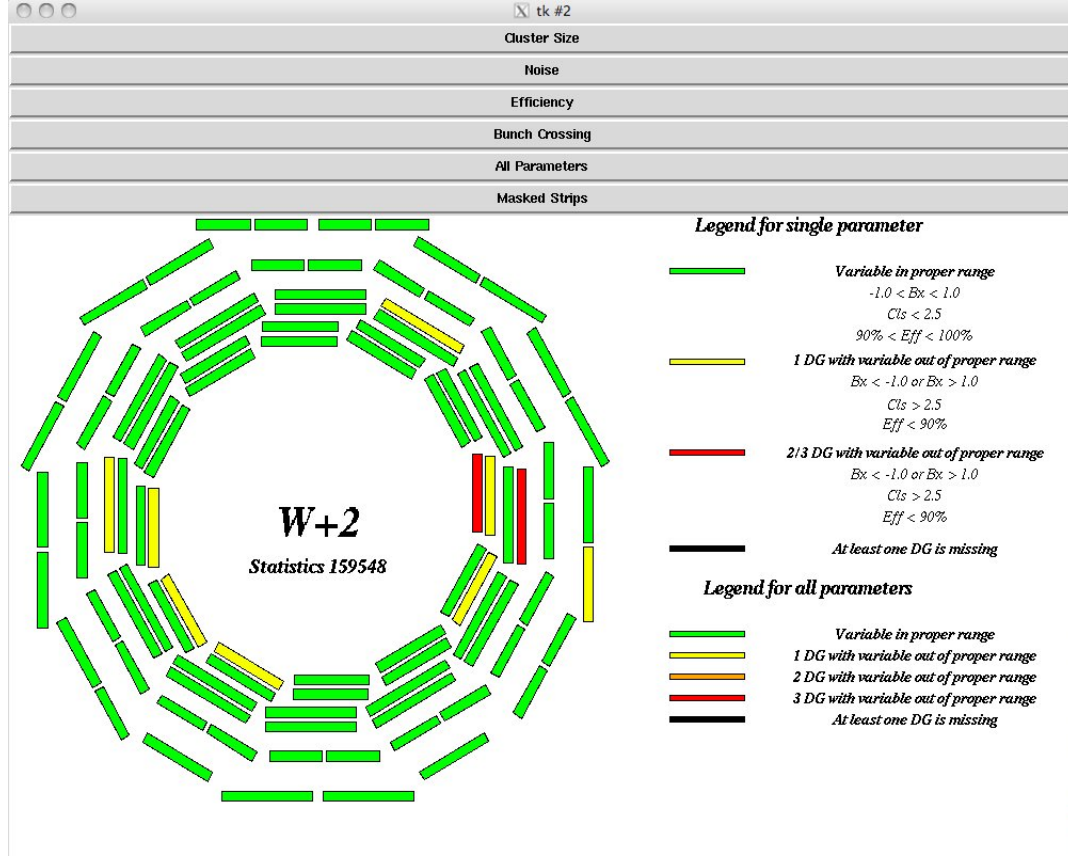 tk #2
Cluster Size
Noise
Efficiency
Bunch Crossing
All Parameters
Masked Strips
W+2
Statistics 159548
Legend for single parameter
Variable in proper range
-1.0 < Bx < 1.0
Cls < 2.5
90% < Eff < 100%
1 DG with variable out of proper range
Bx < -1.0 or Bx > 1.0
Cls > 2.5
Eff < 90%
2/3 DG with variable out of proper range
Bx < -1.0 or Bx > 1.0
Cls > 2.5
Eff < 90%
At least one DG is missing
Legend for all parameters
Variable in proper range
1 DG with variable out of proper range
2 DG with variable out of proper range
3 DG with variable out of proper range
At least one DG is missing